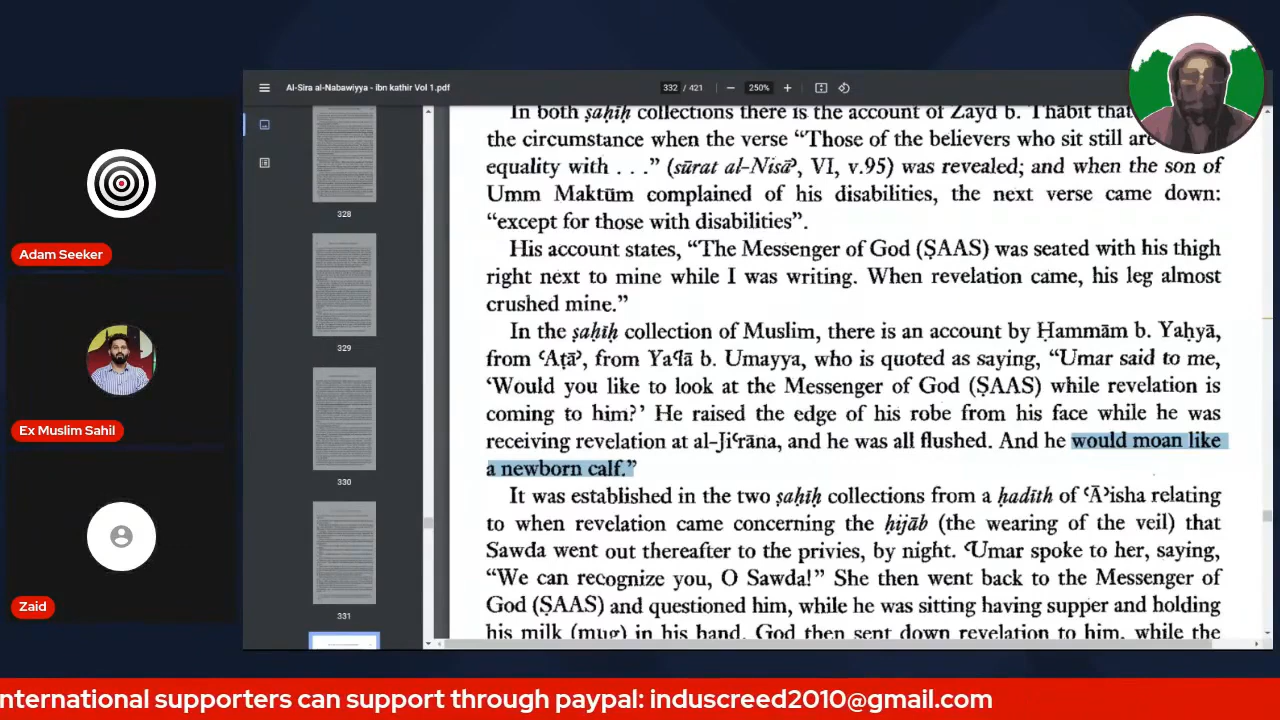 Al-Sira al-Nabawiyya - ibn kathir Vol 1.pdf
332 / 421
250%
In both ṣaḥīḥ collections there is the account of Zayd b. Thābit that
the circumstance when the verse “Those of the believers who sit still are
equality with . . .” (sūrat al-Nisāʾ, VI, v.95) was revealed; and when the son of
Umm Maktūm complained of his disabilities, the next verse came down:
“except for those with disabilities”.
His account states, “The Messenger of God (ṢAAS) was seated with his thigh
right next to mine while I was writing. When revelation came, his leg almost
crushed mine.”
In the ṣaḥīḥ collection of Muslim, there is an account by Ḥammām b. Yaḥyā,
from ʿAṭāʾ, from Yaʿlā b. Umayya, who is quoted as saying, “Umar said to me,
‘Would you like to look at the Messenger of God (ṢAAS) while revelation is
coming to him?’ He raised the edge of his robe from his face while he was
receiving revelation at al-Jiʿrāna, and he was all flushed. And he would moan like
a newborn calf.”
It was established in the two ṣaḥīḥ collections from a ḥadīth of ʿĀʾisha relating
to when revelation came concerning the ḥijāb (the wearing of the veil) that
Sawda went out thereafter to the privies, by night. ʿUmar spoke to her, saying,
“We can recognize you, O Sawda!” She then went back to the Messenger of
God (ṢAAS) and questioned him, while he was sitting having supper and holding
his milk (mug) in his hand. God then sent down revelation to him, while the
328
329
330
331
Adam Seeker
Ex Muslim Sahil
Zaid
nternational supporters can support through paypal: induscreed2010@gmail.com